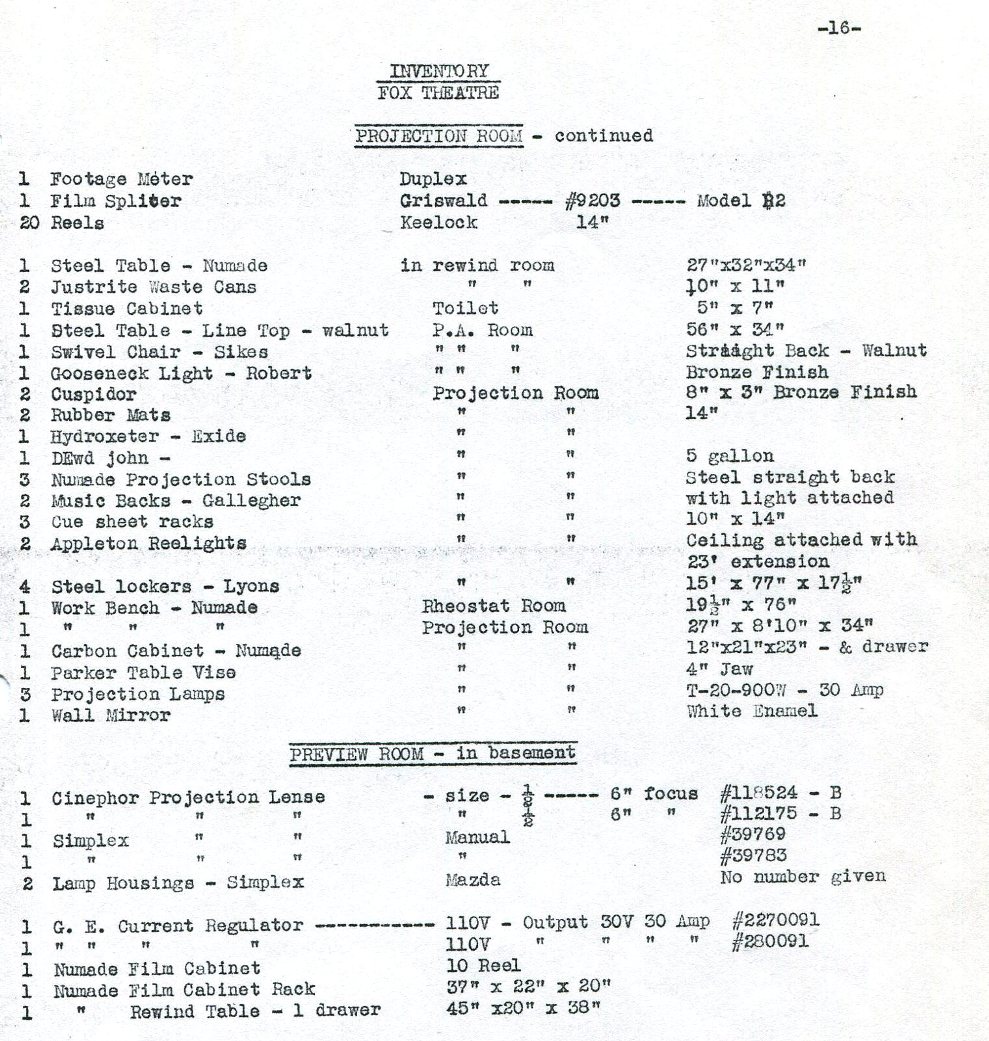 -16-
INVENTORY
FOX THEATRE
PROJECTION ROOM - continued
1 Footage Meter Duplex
1 Film Spliter Griswald ----- #9203 ----- Model B2
20 Reels Keelock 14"
1 Steel Table - Numade in rewind room 27"x32"x34"
2 Justrite Waste Cans " " 10" x 11"
1 Tissue Cabinet Toilet 5" x 7"
1 Steel Table - Line Top - walnut P.A. Room 56" x 34"
1 Swivel Chair - Sikes " " " Straight Back - Walnut
1 Gooseneck Light - Robert " " " Bronze Finish
2 Cuspidor Projection Room 8" x 3" Bronze Finish
2 Rubber Mats " " 14"
1 Hydroxeter - Exide " "
1 DEwd john - " " 5 gallon
3 Numade Projection Stools " " Steel straight back
2 Music Backs - Gallegher " " with light attached
3 Cue sheet racks " " 10" x 14"
2 Appleton Reelights " " Ceiling attached with
23' extension
4 Steel lockers - Lyons " " 15' x 77" x 17½"
1 Work Bench - Numade Rheostat Room 19½" x 76"
1 " " " Projection Room 27" x 8'10" x 34"
1 Carbon Cabinet - Numade " " 12"x21"x23" - & drawer
1 Parker Table Vise " " 4" Jaw
3 Projection Lamps " " T-20-900W - 30 Amp
1 Wall Mirror " " White Enamel
PREVIEW ROOM - in basement
1 Cinephor Projection Lense - size - ½ ----- 6" focus #118524 - B
1 " " " " ½ 6" " #112175 - B
1 Simplex " " Manual #39769
1 " " " " #39783
2 Lamp Housings - Simplex Mazda No number given
1 G. E. Current Regulator ------------ 110V - Output 30V 30 Amp #2270091
1 " " " " 110V " " " " #280091
1 Numade Film Cabinet 10 Reel
1 Numade Film Cabinet Rack 37" x 22" x 20"
1 " Rewind Table - 1 drawer 45" x20" x 38"